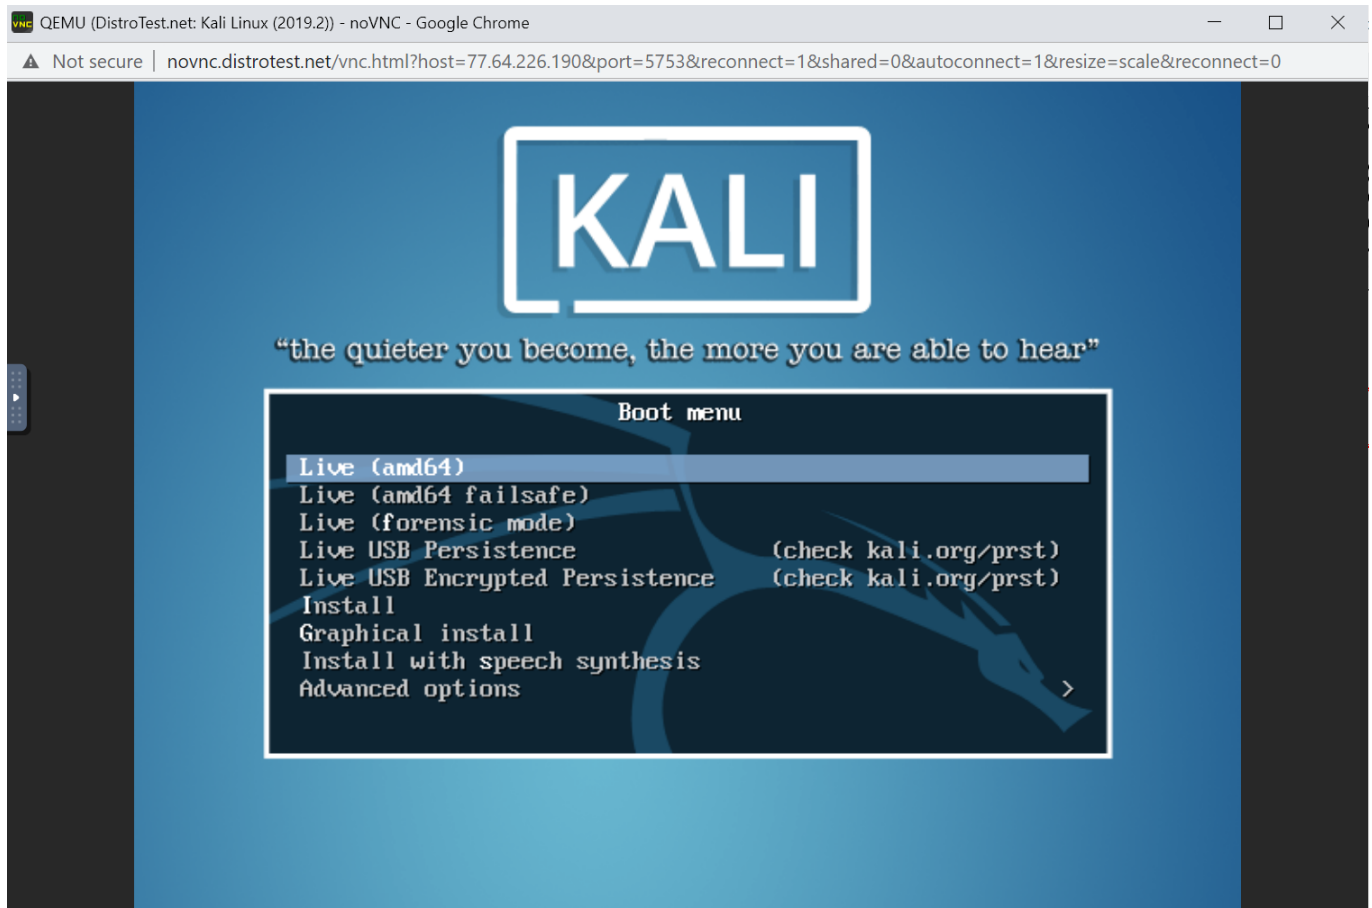 VNC QEMU (DistroTest.net: Kali Linux (2019.2)) - noVNC - Google Chrome
Not secure novnc.distrotest.net/vnc.html?host=77.64.226.190&port=5753&reconnect=1&shared=0&autoconnect=1&resize=scale&reconnect=0
KALI
“the quieter you become, the more you are able to hear”
Boot menu
Live (amd64)
Live (amd64 failsafe)
Live (forensic mode)
Live USB Persistence (check kali.org/prst)
Live USB Encrypted Persistence (check kali.org/prst)
Install
Graphical install
Install with speech synthesis
Advanced options >